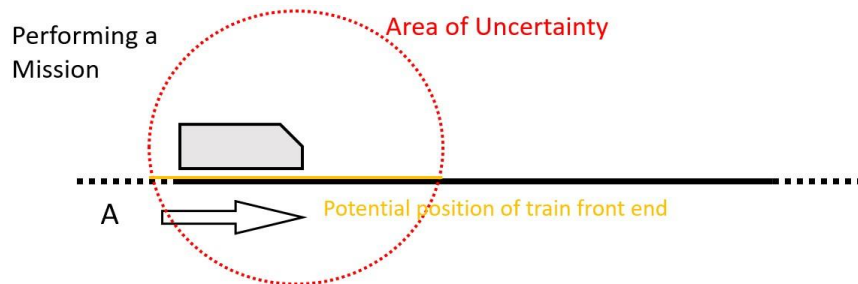 Performing a
Mission
Area of Uncertainty
A
Potential position of train front end